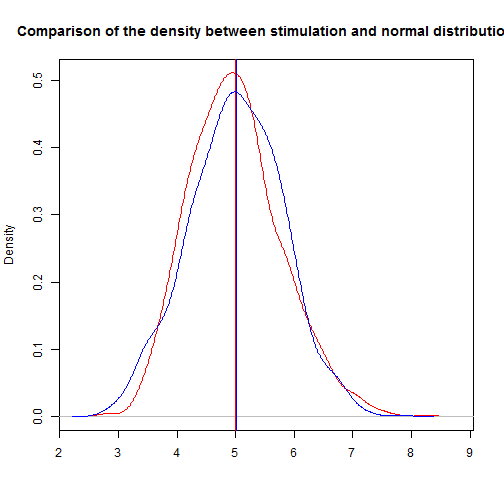 Comparison of the density between stimulation and normal distributio
Density
0.5
0.4
0.3
0.2
0.1
0.0
2 3 4 5 6 7 8 9